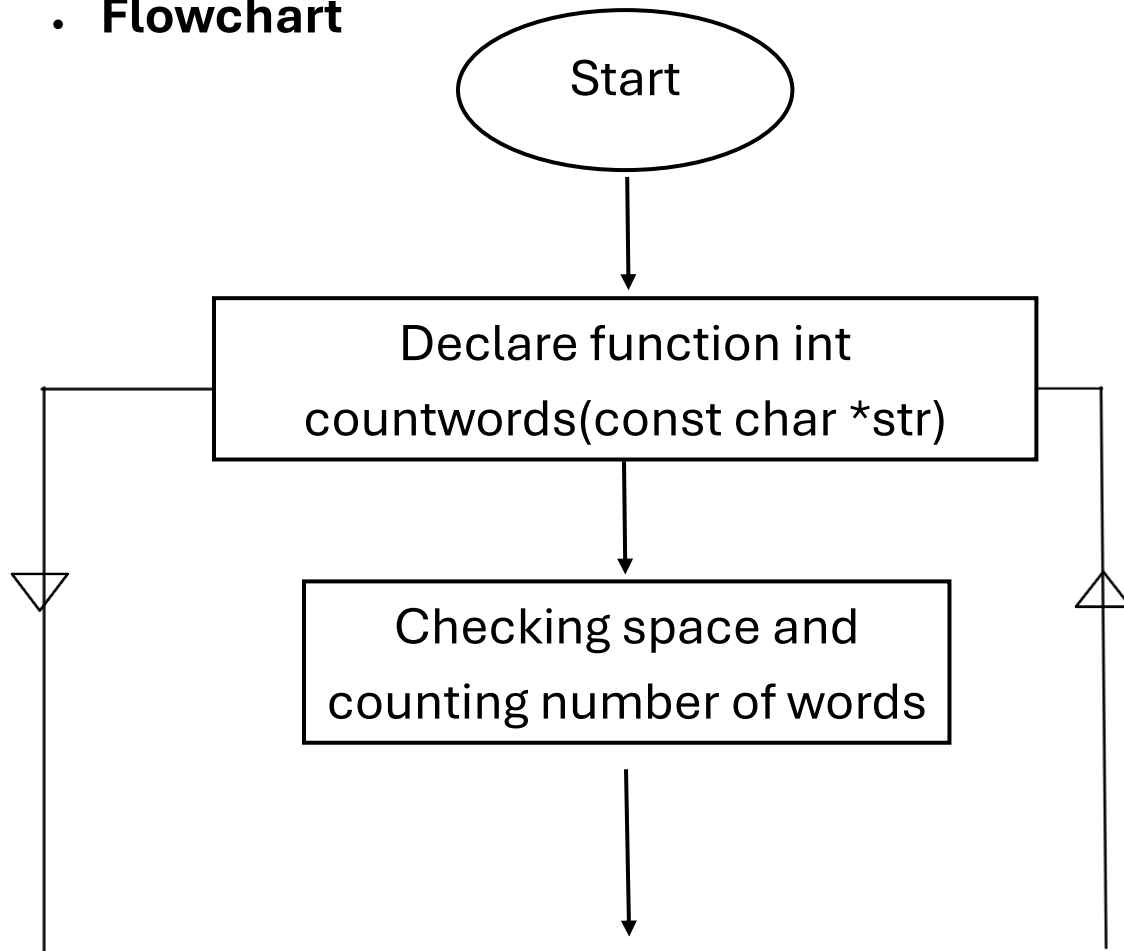 • Flowchart
Start
Declare function int
countwords(const char *str)
Checking space and
counting number of words